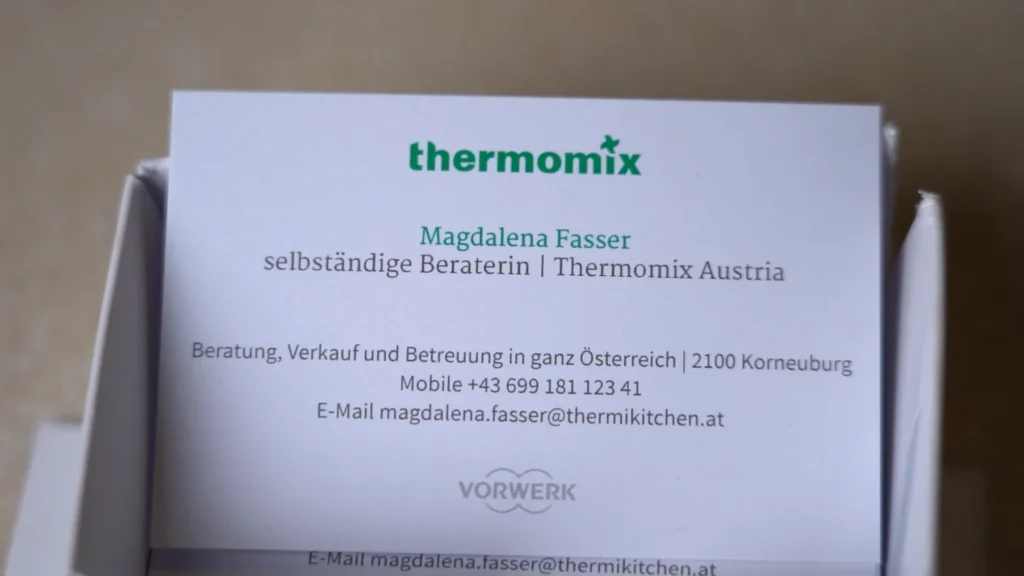 thermomix
Magdalena Fasser
selbständige Beraterin | Thermomix Austria
Beratung, Verkauf und Betreuung in ganz Österreich | 2100 Korneuburg
Mobile +43 699 181 123 41
E-Mail magdalena.fasser@thermikitchen.at
VORWERK
E-Mail magdalena.fasser@thermikitchen.at